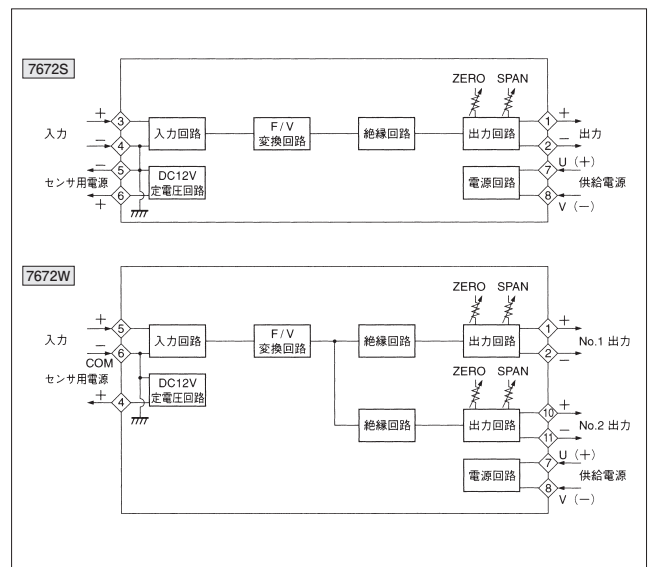 7672S
ZERO SPAN
+ 3 入力回路 F/V 変換回路 絶縁回路 出力回路 1 +
入力 出力
− 4 2 −
− 5 DC12V 定電圧回路 電源回路 7 U(+)
センサ用電源 供給電源
+ 6 8 V(−)
7672W
ZERO SPAN
+ 5 入力回路 F/V 変換回路 絶縁回路 出力回路 1 +
入力 No.1 出力
− 6 2 −
COM
センサ用電源 DC12V 定電圧回路 ZERO SPAN
+ 4 絶縁回路 出力回路 10 +
No.2 出力
11 −
電源回路 7 U(+)
供給電源
8 V(−)